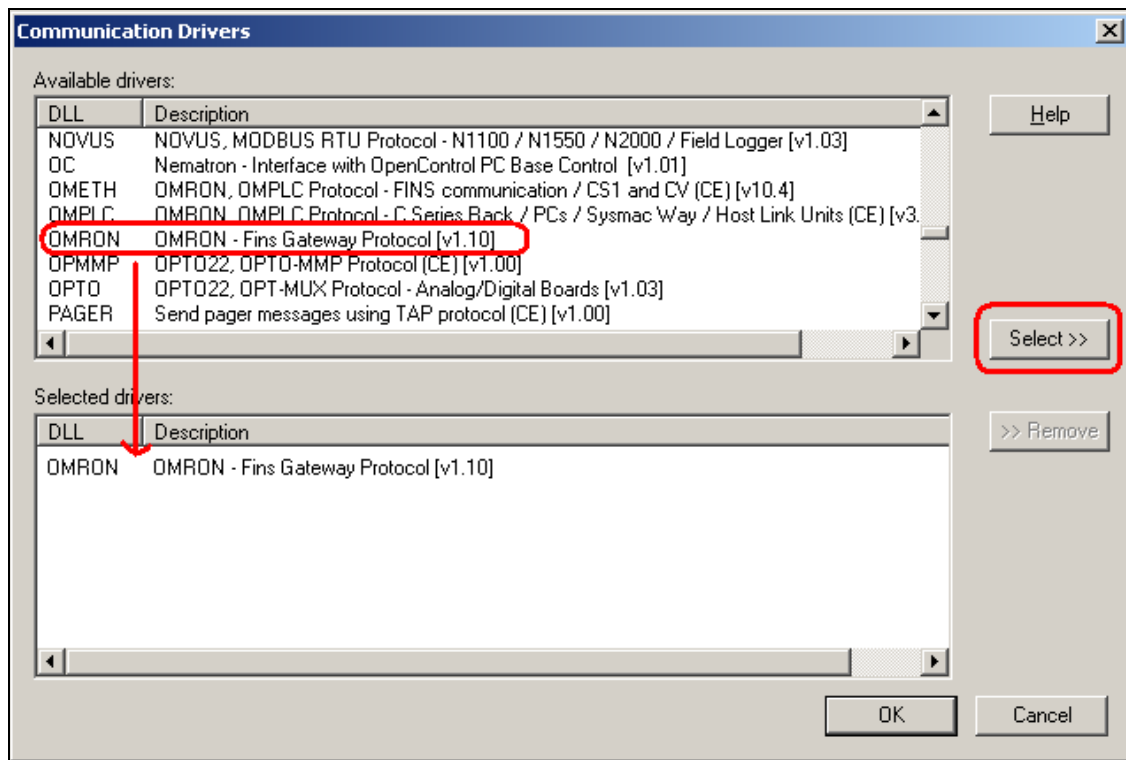 Communication Drivers
Available drivers:
DLL Description
NOVUS NOVUS, MODBUS RTU Protocol - N1100 / N1550 / N2000 / Field Logger [v1.03]
OC Nematron - Interface with OpenControl PC Base Control [v1.01]
OMETH OMRON, OMPLC Protocol - FINS communication / CS1 and CV (CE) [v10.4]
OMPLC OMRON, OMPLC Protocol - C Series Rack / PCs / Sysmac Way / Host Link Units (CE) [v3.
OMRON OMRON - Fins Gateway Protocol [v1.10]
OPMMP OPTO22, OPTO-MMP Protocol (CE) [v1.00]
OPTO OPTO22, OPT-MUX Protocol - Analog/Digital Boards [v1.03]
PAGER Send pager messages using TAP protocol (CE) [v1.00]
Help
Select >>
Selected drivers:
DLL Description
OMRON OMRON - Fins Gateway Protocol [v1.10]
>> Remove
OK Cancel